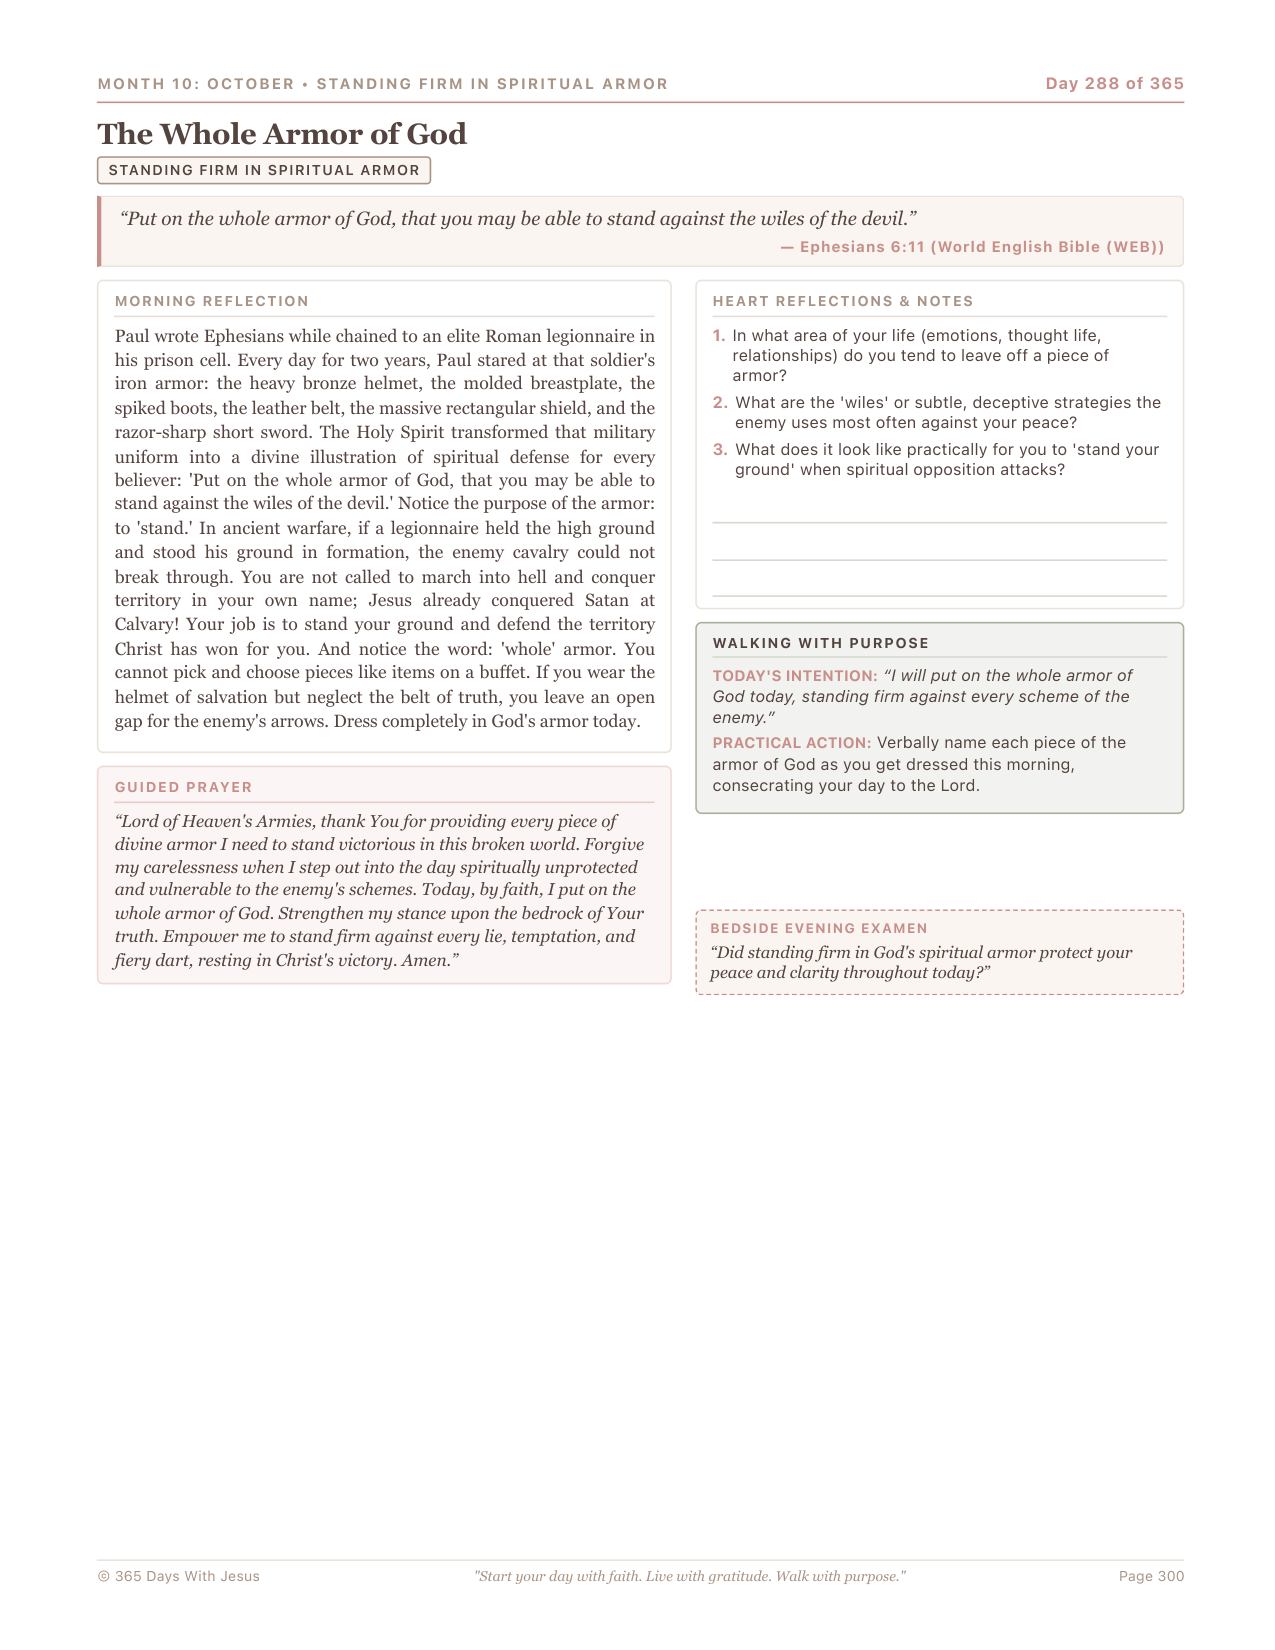 MONTH 10: OCTOBER • STANDING FIRM IN SPIRITUAL ARMOR
Day 288 of 365
The Whole Armor of God
STANDING FIRM IN SPIRITUAL ARMOR
“Put on the whole armor of God, that you may be able to stand against the wiles of the devil.”
— Ephesians 6:11 (World English Bible (WEB))
MORNING REFLECTION
Paul wrote Ephesians while chained to an elite Roman legionnaire in
his prison cell. Every day for two years, Paul stared at that soldier's
iron armor: the heavy bronze helmet, the molded breastplate, the
spiked boots, the leather belt, the massive rectangular shield, and the
razor-sharp short sword. The Holy Spirit transformed that military
uniform into a divine illustration of spiritual defense for every
believer: 'Put on the whole armor of God, that you may be able to
stand against the wiles of the devil.' Notice the purpose of the armor:
to 'stand.' In ancient warfare, if a legionnaire held the high ground
and stood his ground in formation, the enemy cavalry could not
break through. You are not called to march into hell and conquer
territory in your own name; Jesus already conquered Satan at
Calvary! Your job is to stand your ground and defend the territory
Christ has won for you. And notice the word: 'whole' armor. You
cannot pick and choose pieces like items on a buffet. If you wear the
helmet of salvation but neglect the belt of truth, you leave an open
gap for the enemy's arrows. Dress completely in God's armor today.
GUIDED PRAYER
“Lord of Heaven's Armies, thank You for providing every piece of
divine armor I need to stand victorious in this broken world. Forgive
my carelessness when I step out into the day spiritually unprotected
and vulnerable to the enemy's schemes. Today, by faith, I put on the
whole armor of God. Strengthen my stance upon the bedrock of Your
truth. Empower me to stand firm against every lie, temptation, and
fiery dart, resting in Christ's victory. Amen.”
HEART REFLECTIONS & NOTES
1. In what area of your life (emotions, thought life,
relationships) do you tend to leave off a piece of
armor?
2. What are the 'wiles' or subtle, deceptive strategies the
enemy uses most often against your peace?
3. What does it look like practically for you to 'stand your
ground' when spiritual opposition attacks?
WALKING WITH PURPOSE
TODAY'S INTENTION: “I will put on the whole armor of
God today, standing firm against every scheme of the
enemy.”
PRACTICAL ACTION: Verbally name each piece of the
armor of God as you get dressed this morning,
consecrating your day to the Lord.
BEDSIDE EVENING EXAMEN
“Did standing firm in God's spiritual armor protect your
peace and clarity throughout today?”
© 365 Days With Jesus
"Start your day with faith. Live with gratitude. Walk with purpose."
Page 300